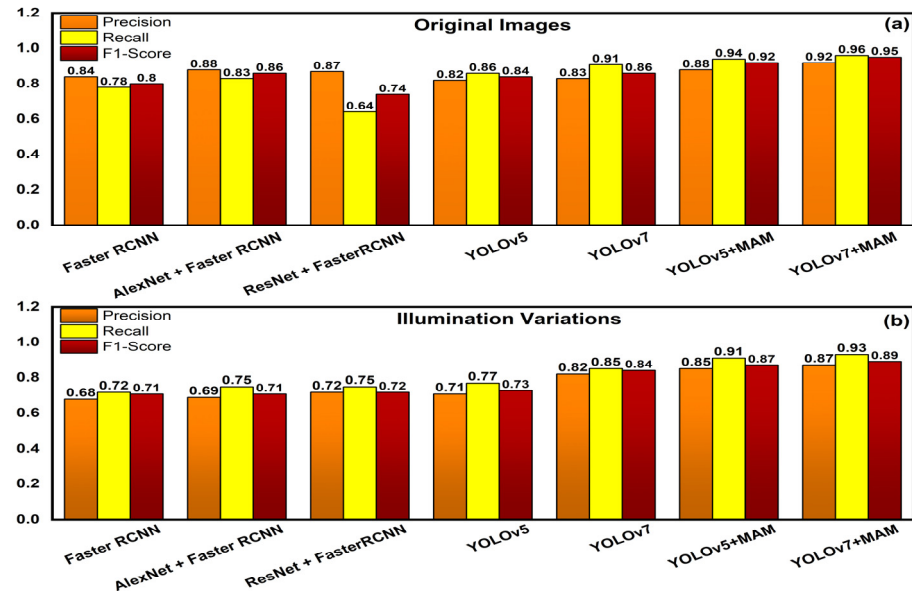 Original Images
(a)
Precision
Recall
F1-Score
1.2
1.0
0.8
0.6
0.4
0.2
0.0
0.84 0.78 0.8
0.88 0.83 0.86
0.87 0.64 0.74
0.82 0.86 0.84
0.83 0.91 0.86
0.88 0.94 0.92
0.92 0.96 0.95
Faster RCNN
AlexNet + Faster RCNN
ResNet + FasterRCNN
YOLOv5
YOLOv7
YOLOv5+MAM
YOLOv7+MAM
Illumination Variations
(b)
Precision
Recall
F1-Score
1.2
1.0
0.8
0.6
0.4
0.2
0.0
0.68 0.72 0.71
0.69 0.75 0.71
0.72 0.75 0.72
0.71 0.77 0.73
0.82 0.85 0.84
0.85 0.91 0.87
0.87 0.93 0.89
Faster RCNN
AlexNet + Faster RCNN
ResNet + FasterRCNN
YOLOv5
YOLOv7
YOLOv5+MAM
YOLOv7+MAM